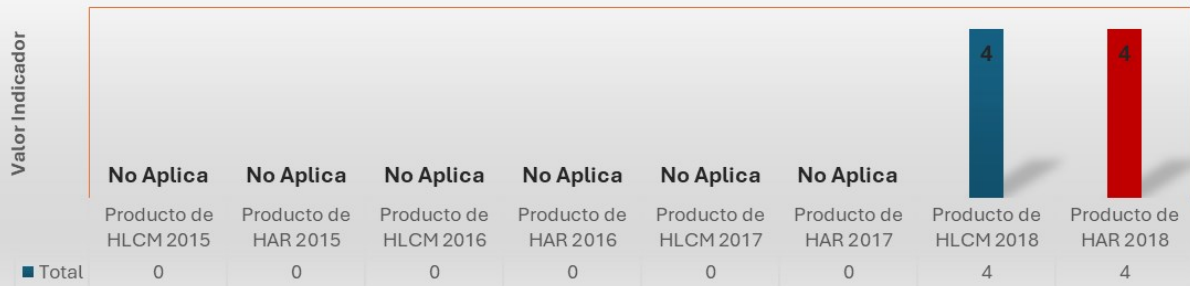 Valor Indicador
4 4
No Aplica No Aplica No Aplica No Aplica No Aplica No Aplica
Producto de Producto de Producto de Producto de Producto de Producto de Producto de Producto de
HLCM 2015 HAR 2015 HLCM 2016 HAR 2016 HLCM 2017 HAR 2017 HLCM 2018 HAR 2018
Total 0 0 0 0 0 0 4 4